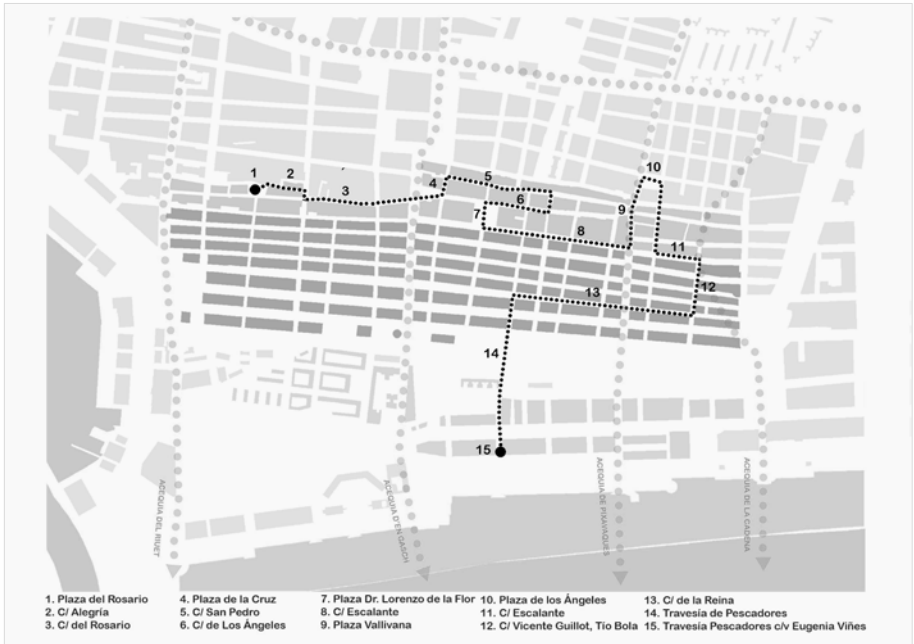 1
2
3
4
5
6
7
8
9
10
11
12
13
14
15
ACEQUIA DEL RIUET
ACEQUIA D'EN GASCH
ACEQUIA DE PIXAVAQUES
ACEQUIA DE LA CADENA
1. Plaza del Rosario
2. C/ Alegría
3. C/ del Rosario
4. Plaza de la Cruz
5. C/ San Pedro
6. C/ de Los Ángeles
7. Plaza Dr. Lorenzo de la Flor
8. C/ Escalante
9. Plaza Vallivana
10. Plaza de los Ángeles
11. C/ Escalante
12. C/ Vicente Guillot, Tío Bola
13. C/ de la Reina
14. Travesía de Pescadores
15. Travesía Pescadores c/v Eugenia Viñes